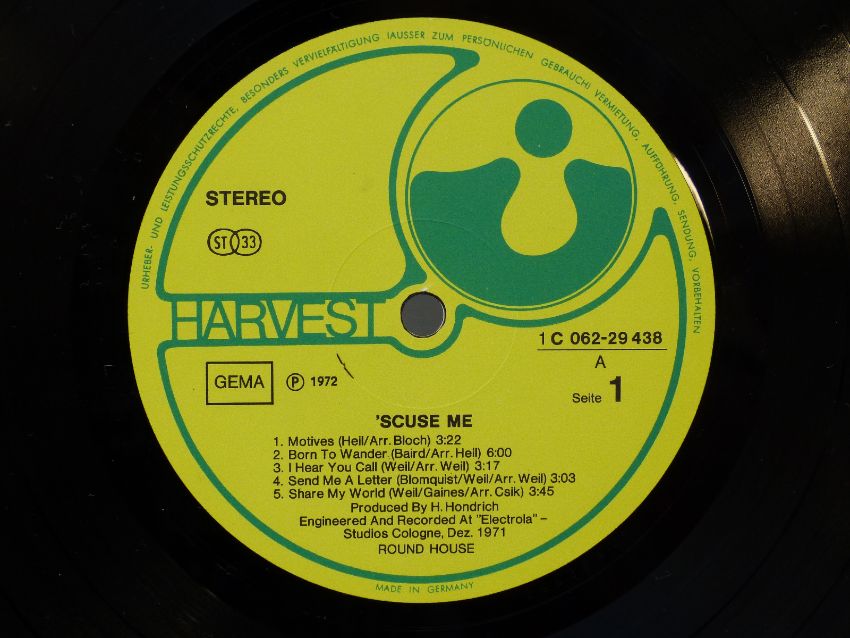 URHEBER- UND LEISTUNGSSCHUTZRECHTE, BESONDERS VERVIELFÄLTIGUNG (AUSSER ZUM PERSÖNLICHEN GEBRAUCH) VERMIETUNG, AUFFÜHRUNG, SENDUNG, VORBEHALTEN
STEREO
ST 33
HARVEST
1 C 062-29 438
A
Seite 1
GEMA
℗ 1972
'SCUSE ME
1. Motives (Heil/Arr. Bloch) 3:22
2. Born To Wander (Baird/Arr. Heil) 6:00
3. I Hear You Call (Weil/Arr. Weil) 3:17
4. Send Me A Letter (Blomquist/Weil/Arr. Weil) 3:03
5. Share My World (Weil/Gaines/Arr. Csik) 3:45
Produced By H. Hondrich
Engineered And Recorded At "Electrola" –
Studios Cologne, Dez. 1971
ROUND HOUSE
MADE IN GERMANY